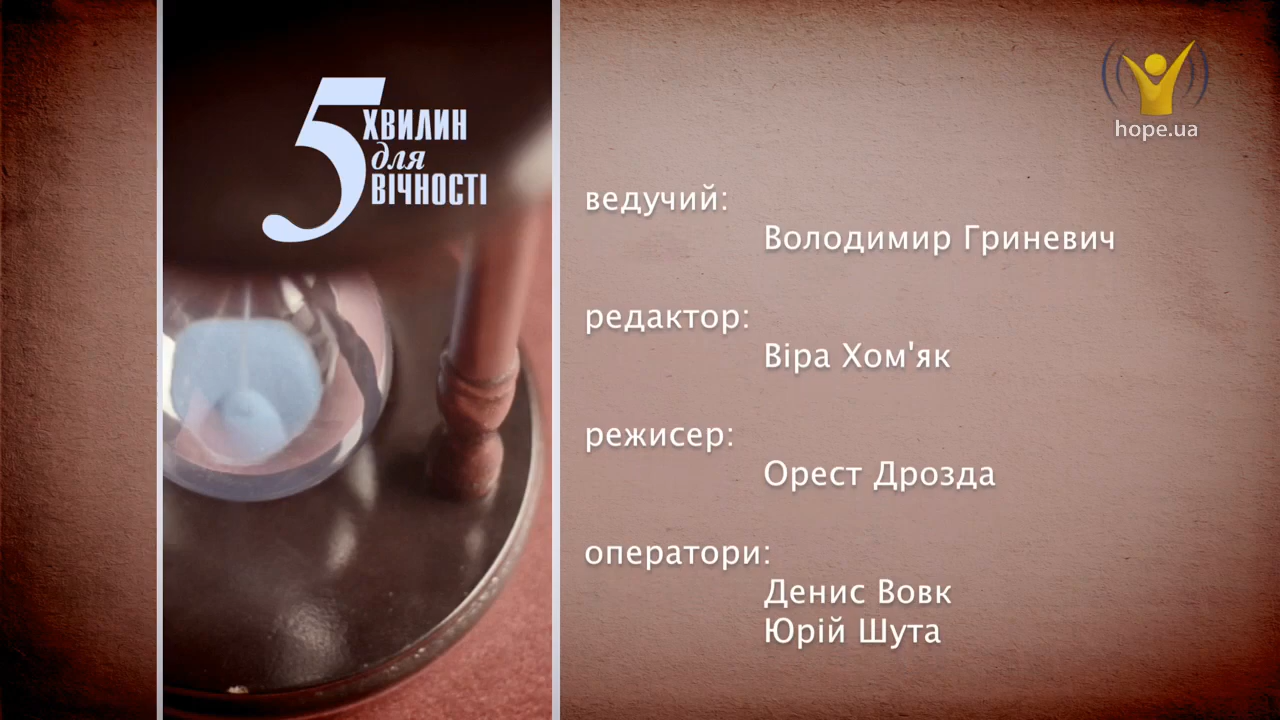 5 ХВИЛИН
для
ВІЧНОСТІ
hope.ua
ведучий:
Володимир Гриневич
редактор:
Віра Хом'як
режисер:
Орест Дрозда
оператори:
Денис Вовк
Юрій Шута